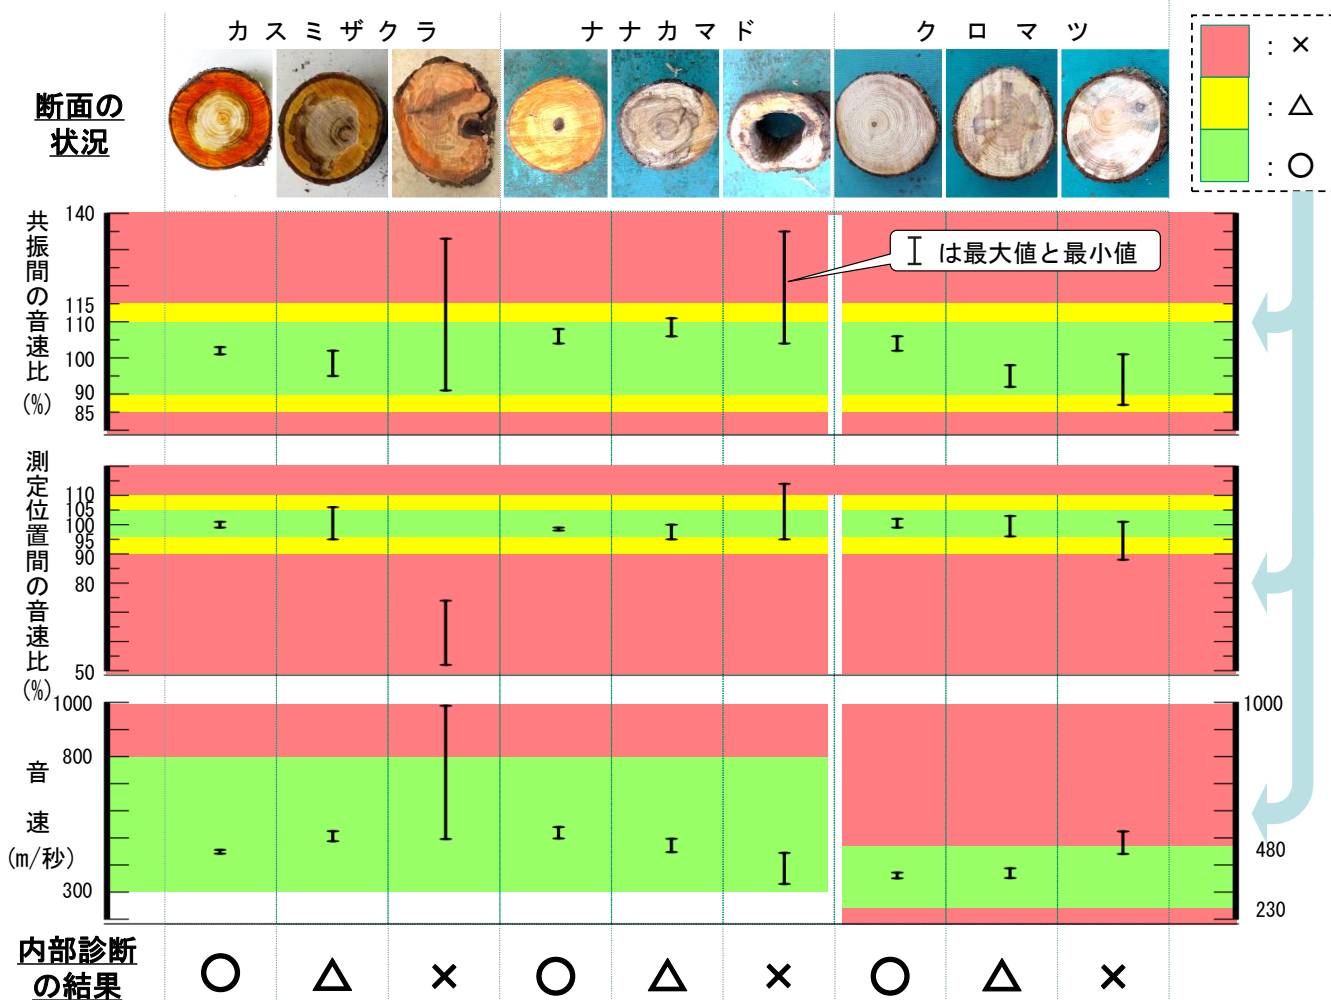 カスミザクラ
ナナカマド
クロマツ
：×
：△
：○
断面の
状況
共振間の音速比
(%)
140
115
110
100
90
85
Iは最大値と最小値
測定位置間の音速比
(%)
110
105
100
95
90
80
50
音速
(m/秒)
1000
800
300
1000
480
230
内部診断
の結果
○ △ × ○ △ × ○ △ ×